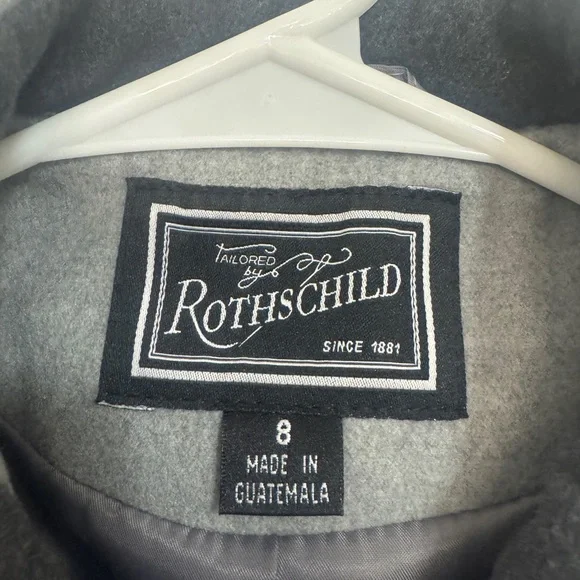 TAILORED
by
ROTHSCHILD
SINCE 1881
8
MADE IN
GUATEMALA